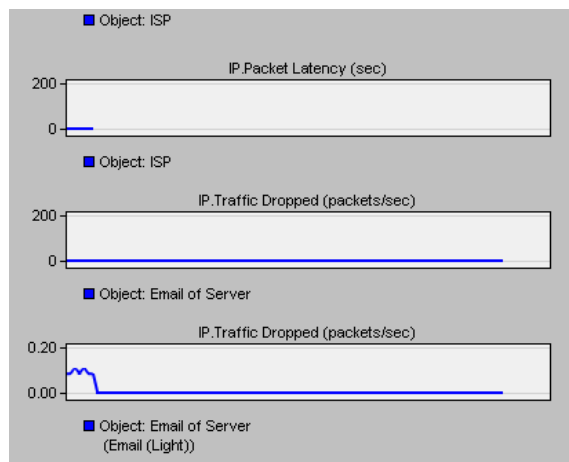 Object: ISP
IP.Packet Latency (sec)
200
0
Object: ISP
IP.Traffic Dropped (packets/sec)
200
0
Object: Email of Server
IP.Traffic Dropped (packets/sec)
0.20
0.00
Object: Email of Server
(Email (Light))